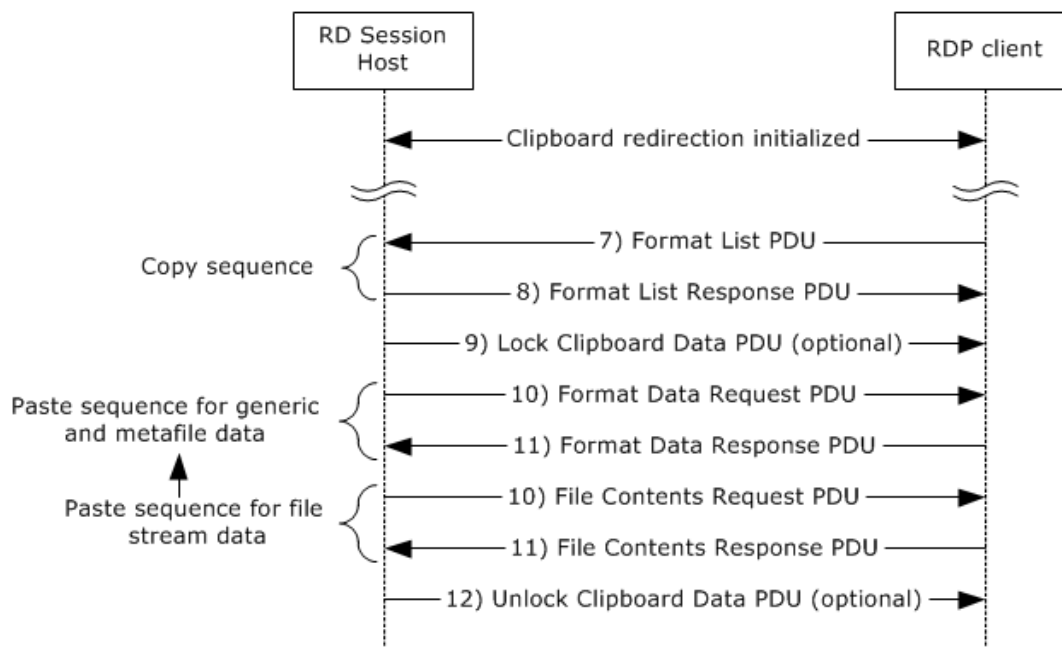 RD Session
Host
RDP client
Clipboard redirection initialized
7) Format List PDU
Copy sequence
8) Format List Response PDU
9) Lock Clipboard Data PDU (optional)
10) Format Data Request PDU
Paste sequence for generic
and metafile data
11) Format Data Response PDU
10) File Contents Request PDU
Paste sequence for file
stream data
11) File Contents Response PDU
12) Unlock Clipboard Data PDU (optional)